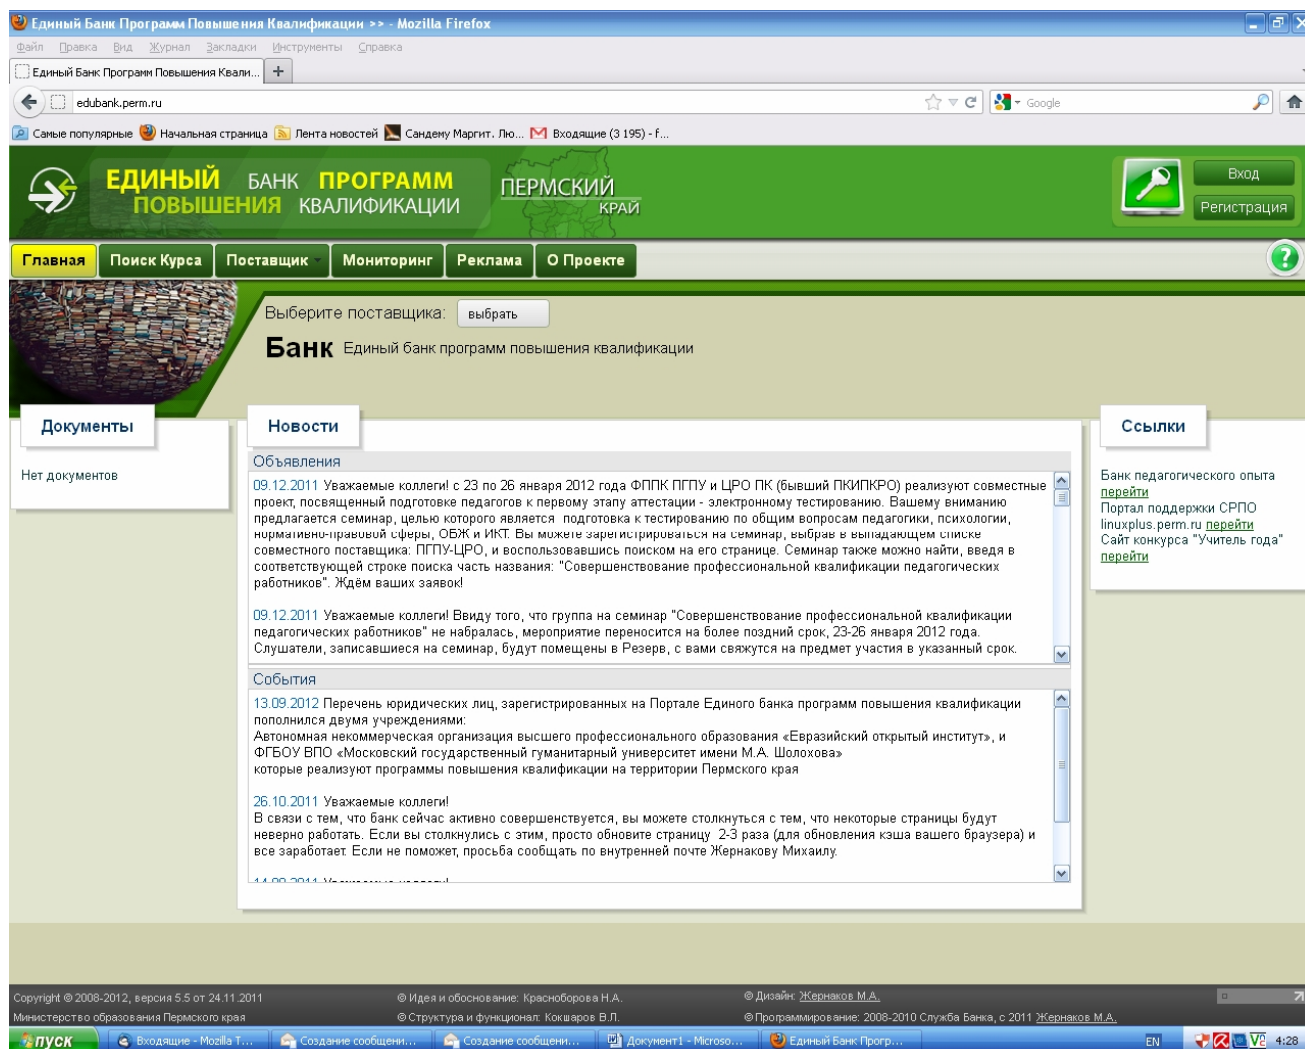 Единый Банк Программ Повышения Квалификации >> - Mozilla Firefox
Файл Правка Вид Журнал Закладки Инструменты Справка
Единый Банк Программ Повышения Квали... +
edubank.perm.ru Google
Самые популярные Начальная страница Лента новостей Сандему Маргит. Лю... Входящие (3 195) - f...
ЕДИНЫЙ БАНК ПРОГРАММ
ПОВЫШЕНИЯ КВАЛИФИКАЦИИ
ПЕРМСКИЙ
КРАЙ
Вход
Регистрация
Главная Поиск Курса Поставщик Мониторинг Реклама О Проекте ?
Выберите поставщика: выбрать
Банк Единый банк программ повышения квалификации
Документы
Нет документов
Новости
Объявления
09.12.2011 Уважаемые коллеги! с 23 по 26 января 2012 года ФППК ПГПУ и ЦРО ПК (бывший ПКИПКРО) реализуют совместные
проект, посвященный подготовке педагогов к первому этапу аттестации - электронному тестированию. Вашему вниманию
предлагается семинар, целью которого является подготовка к тестированию по общим вопросам педагогики, психологии,
нормативно-правовой сферы, ОБЖ и ИКТ. Вы можете зарегистрироваться на семинар, выбрав в выпадающем списке
совместного поставщика: ПГПУ-ЦРО, и воспользовавшись поиском на его странице. Семинар также можно найти, введя в
соответствующей строке поиска часть названия: "Совершенствование профессиональной квалификации педагогических
работников". Ждём ваших заявок!
09.12.2011 Уважаемые коллеги! Ввиду того, что группа на семинар "Совершенствование профессиональной квалификации
педагогических работников" не набралась, мероприятие переносится на более поздний срок, 23-26 января 2012 года.
Слушатели, записавшиеся на семинар, будут помещены в Резерв, с вами свяжутся на предмет участия в указанный срок.
События
13.09.2012 Перечень юридических лиц, зарегистрированных на Портале Единого банка программ повышения квалификации
пополнился двумя учреждениями:
Автономная некоммерческая организация высшего профессионального образования «Евразийский открытый институт», и
ФГБОУ ВПО «Московский государственный гуманитарный университет имени М.А. Шолохова»
которые реализуют программы повышения квалификации на территории Пермского края
26.10.2011 Уважаемые коллеги!
В связи с тем, что банк сейчас активно совершенствуется, вы можете столкнуться с тем, что некоторые страницы будут
неверно работать. Если вы столкнулись с этим, просто обновите страницу 2-3 раза (для обновления кэша вашего браузера) и
все заработает. Если не поможет, просьба сообщать по внутренней почте Жернакову Михаилу.
Ссылки
Банк педагогического опыта
перейти
Портал поддержки СРПО
linuxplus.perm.ru перейти
Сайт конкурса "Учитель года"
перейти
Copyright © 2008-2012, версия 5.5 от 24.11.2011 © Идея и обоснование: Красноборова Н.А. © Дизайн: Жернаков М.А.
Министерство образования Пермского края © Структура и функционал: Кокшаров В.Л. © Программирование: 2008-2010 Служба Банка, с 2011 Жернаков М.А.
пуск Входящие - Mozilla T... Создание сообщени... Создание сообщени... Документ1 - Microso... Единый Банк Прогр... EN 4:28